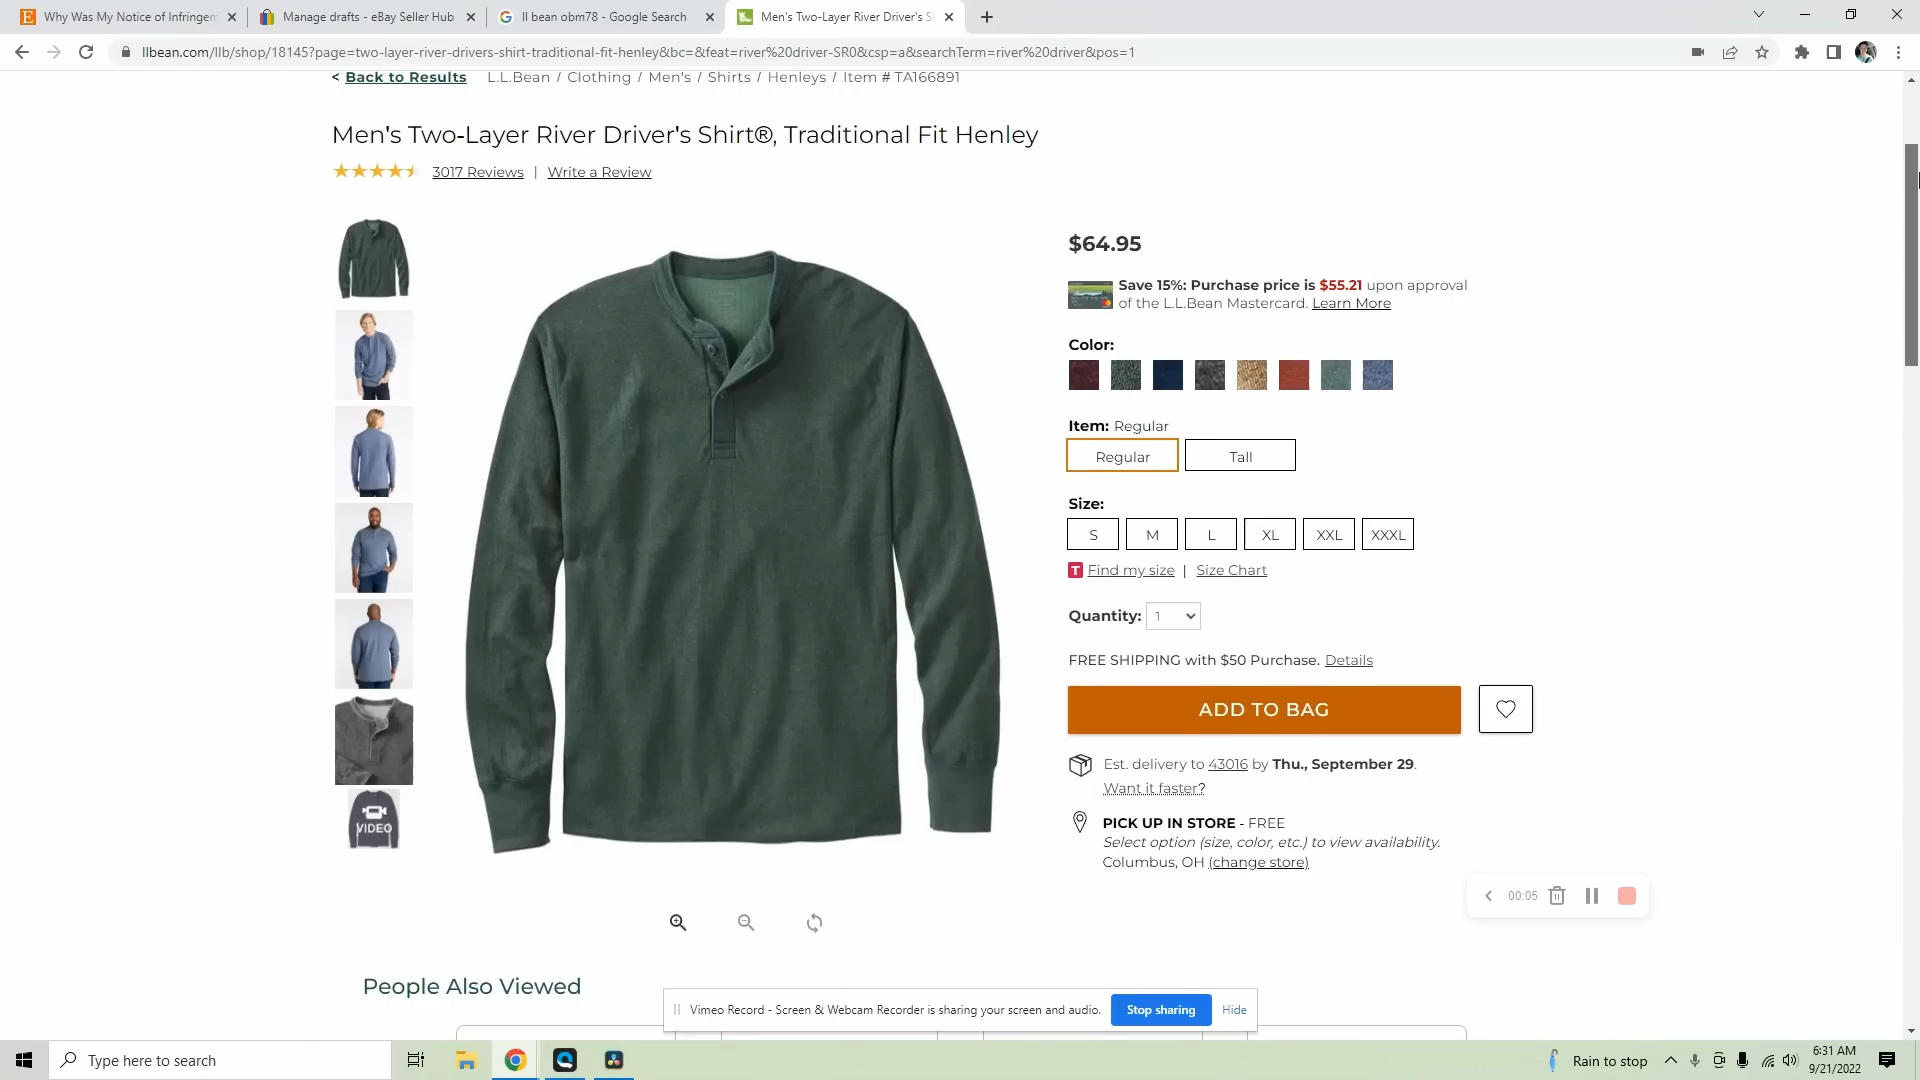 Why Was My Notice of Infringem
Manage drafts - eBay Seller Hub
ll bean obm78 - Google Search
Men's Two-Layer River Driver's S
llbean.com/llb/shop/18145?page=two-layer-river-drivers-shirt-traditional-fit-henley&bc=&feat=river%20driver-SR0&csp=a&searchTerm=river%20driver&pos=1
< Back to Results L.L.Bean / Clothing / Men's / Shirts / Henleys / Item # TA166891
Men's Two-Layer River Driver's Shirt®, Traditional Fit Henley
3017 Reviews | Write a Review
$64.95
Save 15%: Purchase price is $55.21 upon approval
of the L.L.Bean Mastercard. Learn More
Color:
Item: Regular
Regular Tall
Size:
S M L XL XXL XXXL
T Find my size | Size Chart
Quantity: 1
FREE SHIPPING with $50 Purchase. Details
ADD TO BAG
Est. delivery to 43016 by Thu., September 29.
Want it faster?
VIDEO
PICK UP IN STORE - FREE
Select option (size, color, etc.) to view availability.
Columbus, OH (change store)
00:05
People Also Viewed
Vimeo Record - Screen & Webcam Recorder is sharing your screen and audio. Stop sharing Hide
Type here to search
Rain to stop
6:31 AM
9/21/2022